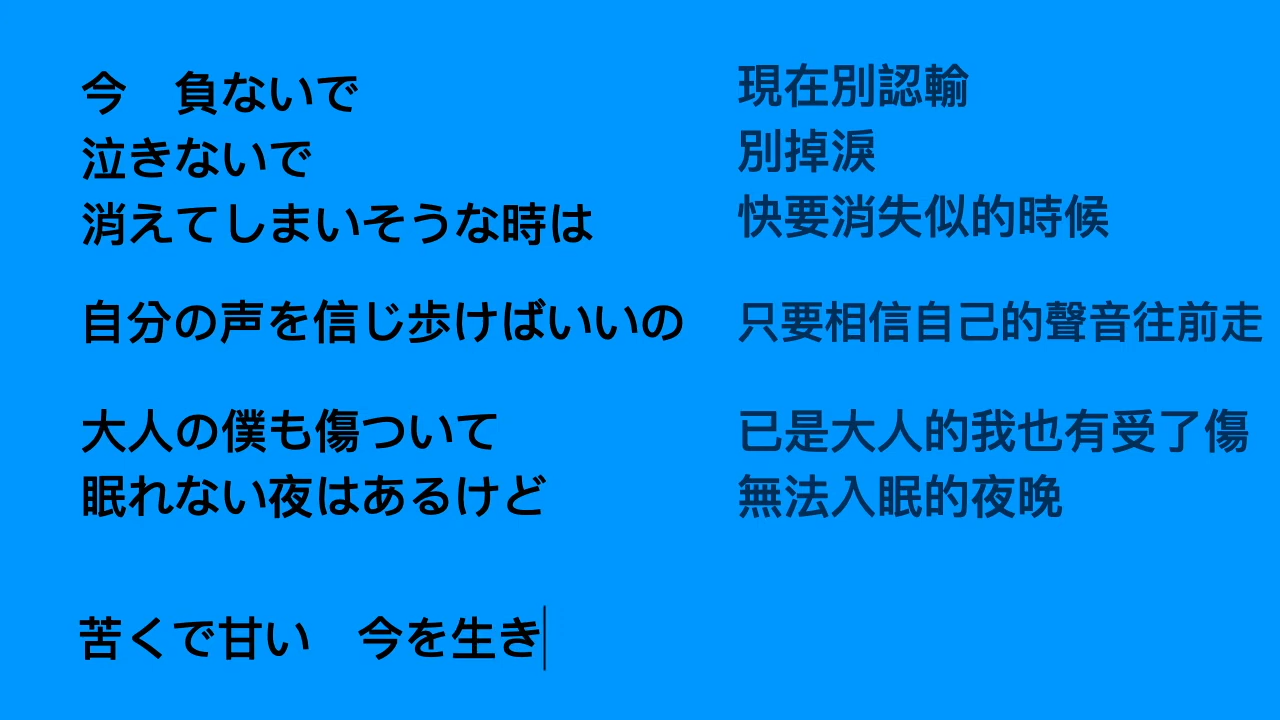 今　負ないで
泣きないで
消えてしまいそうな時は
自分の声を信じ歩けばいいの
大人の僕も傷ついて
眠れない夜はあるけど
苦くで甘い　今を生き
現在別認輸
別掉淚
快要消失似的時候
只要相信自己的聲音往前走
已是大人的我也有受了傷
無法入眠的夜晚